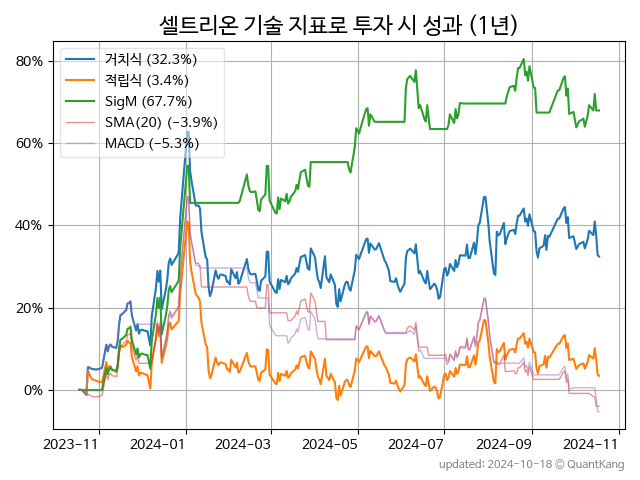 셀트리온 기술 지표로 투자 시 성과 (1년)
80%
60%
40%
20%
0%
거치식 (32.3%)
적립식 (3.4%)
SigM (67.7%)
SMA(20) (−3.9%)
MACD (−5.3%)
2023-11
2024-01
2024-03
2024-05
2024-07
2024-09
2024-11
updated: 2024-10-18 @ QuantKang